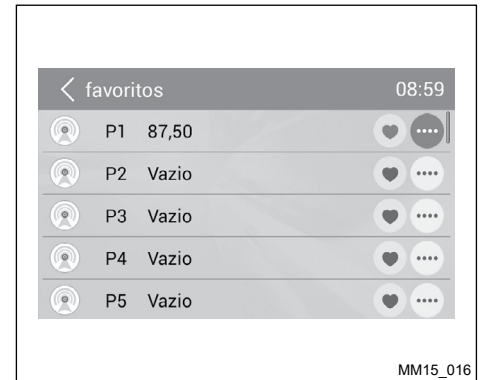 favoritos 08:59
P1 87,50
P2 Vazio
P3 Vazio
P4 Vazio
P5 Vazio
MM15_016